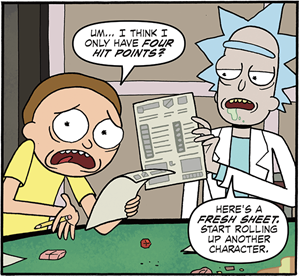 UM... I THINK I
ONLY HAVE FOUR
HIT POINTS?
HERE'S A
FRESH SHEET.
START ROLLING
UP ANOTHER
CHARACTER.